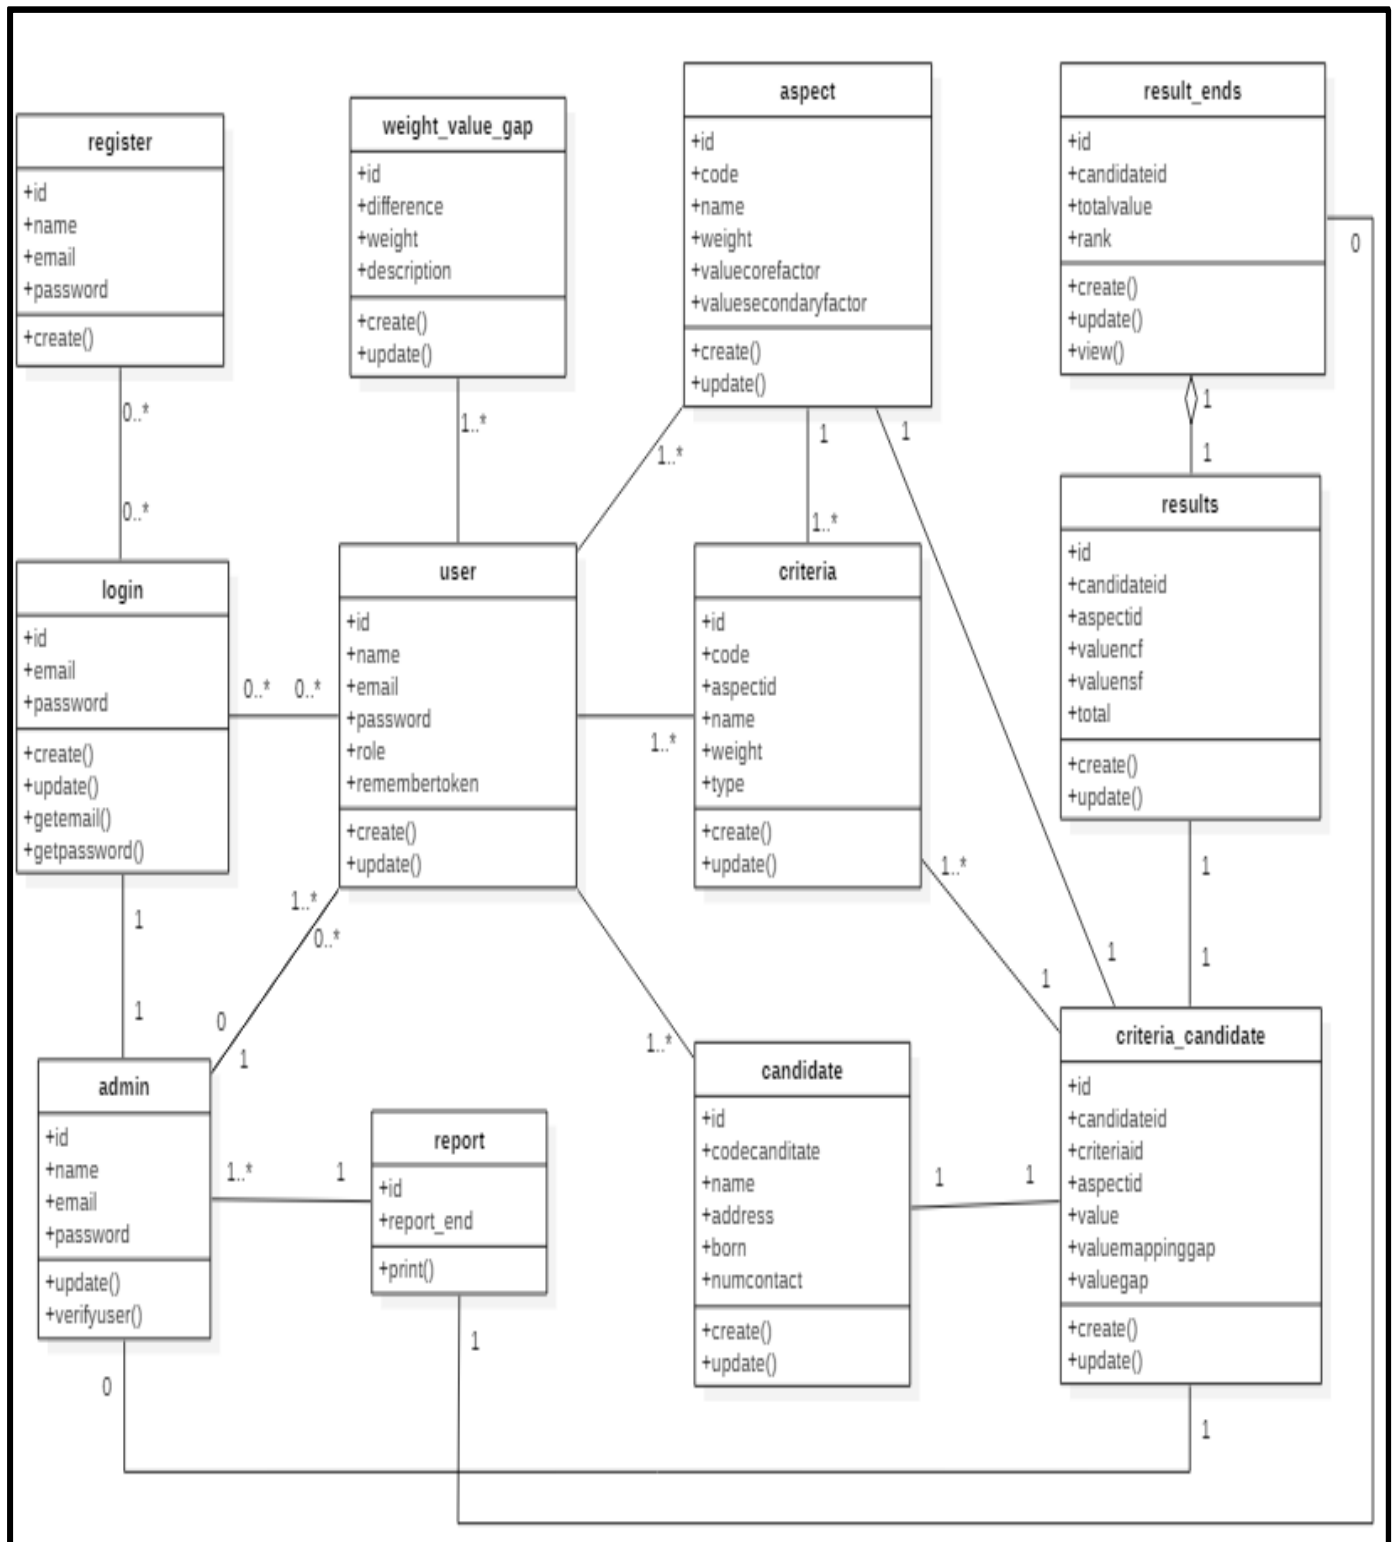 register
+id
+name
+email
+password
+create()
0..*
0..*
weight_value_gap
+id
+difference
+weight
+description
+create()
+update()
1..*
aspect
+id
+code
+name
+weight
+valuecorefactor
+valuesecondaryfactor
+create()
+update()
1..*
1
1..*
1
1
result_ends
+id
+candidateid
+totalvalue
+rank
+create()
+update()
+view()
0
1
1
login
+id
+email
+password
+create()
+update()
+getemail()
+getpassword()
0..*
0..*
1
1
user
+id
+name
+email
+password
+role
+remembertoken
+create()
+update()
1..*
1..*
0..*
0
1
1..*
criteria
+id
+code
+aspectid
+name
+weight
+type
+create()
+update()
1..*
1
results
+id
+candidateid
+aspectid
+valuencf
+valuensf
+total
+create()
+update()
1
1
admin
+id
+name
+email
+password
+update()
+verifyuser()
1..*
1
0
report
+id
+report_end
+print()
1
candidate
+id
+codecanditate
+name
+address
+born
+numcontact
+create()
+update()
1
1
criteria_candidate
+id
+candidateid
+criteriaid
+aspectid
+value
+valuemappinggap
+valuegap
+create()
+update()
1